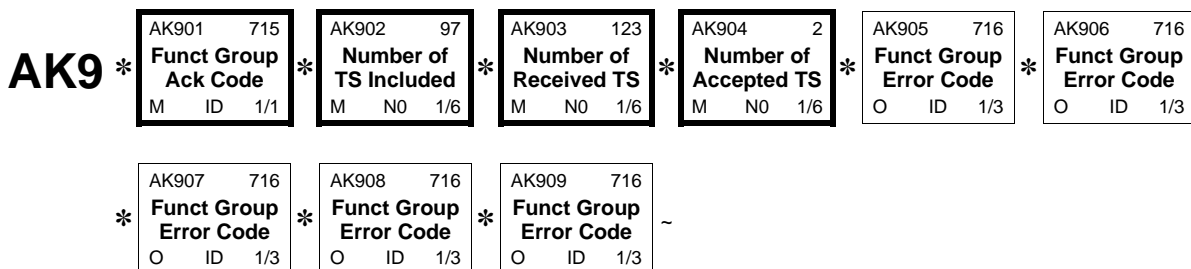 AK901 715 AK902 97 AK903 123 AK904 2 AK905 716 AK906 716
AK9 * Funct Group * Number of * Number of * Number of * Funct Group * Funct Group
Ack Code TS Included Received TS Accepted TS Error Code Error Code
M ID 1/1 M N0 1/6 M N0 1/6 M N0 1/6 O ID 1/3 O ID 1/3
AK907 716 AK908 716 AK909 716
* Funct Group * Funct Group * Funct Group ~
Error Code Error Code Error Code
O ID 1/3 O ID 1/3 O ID 1/3